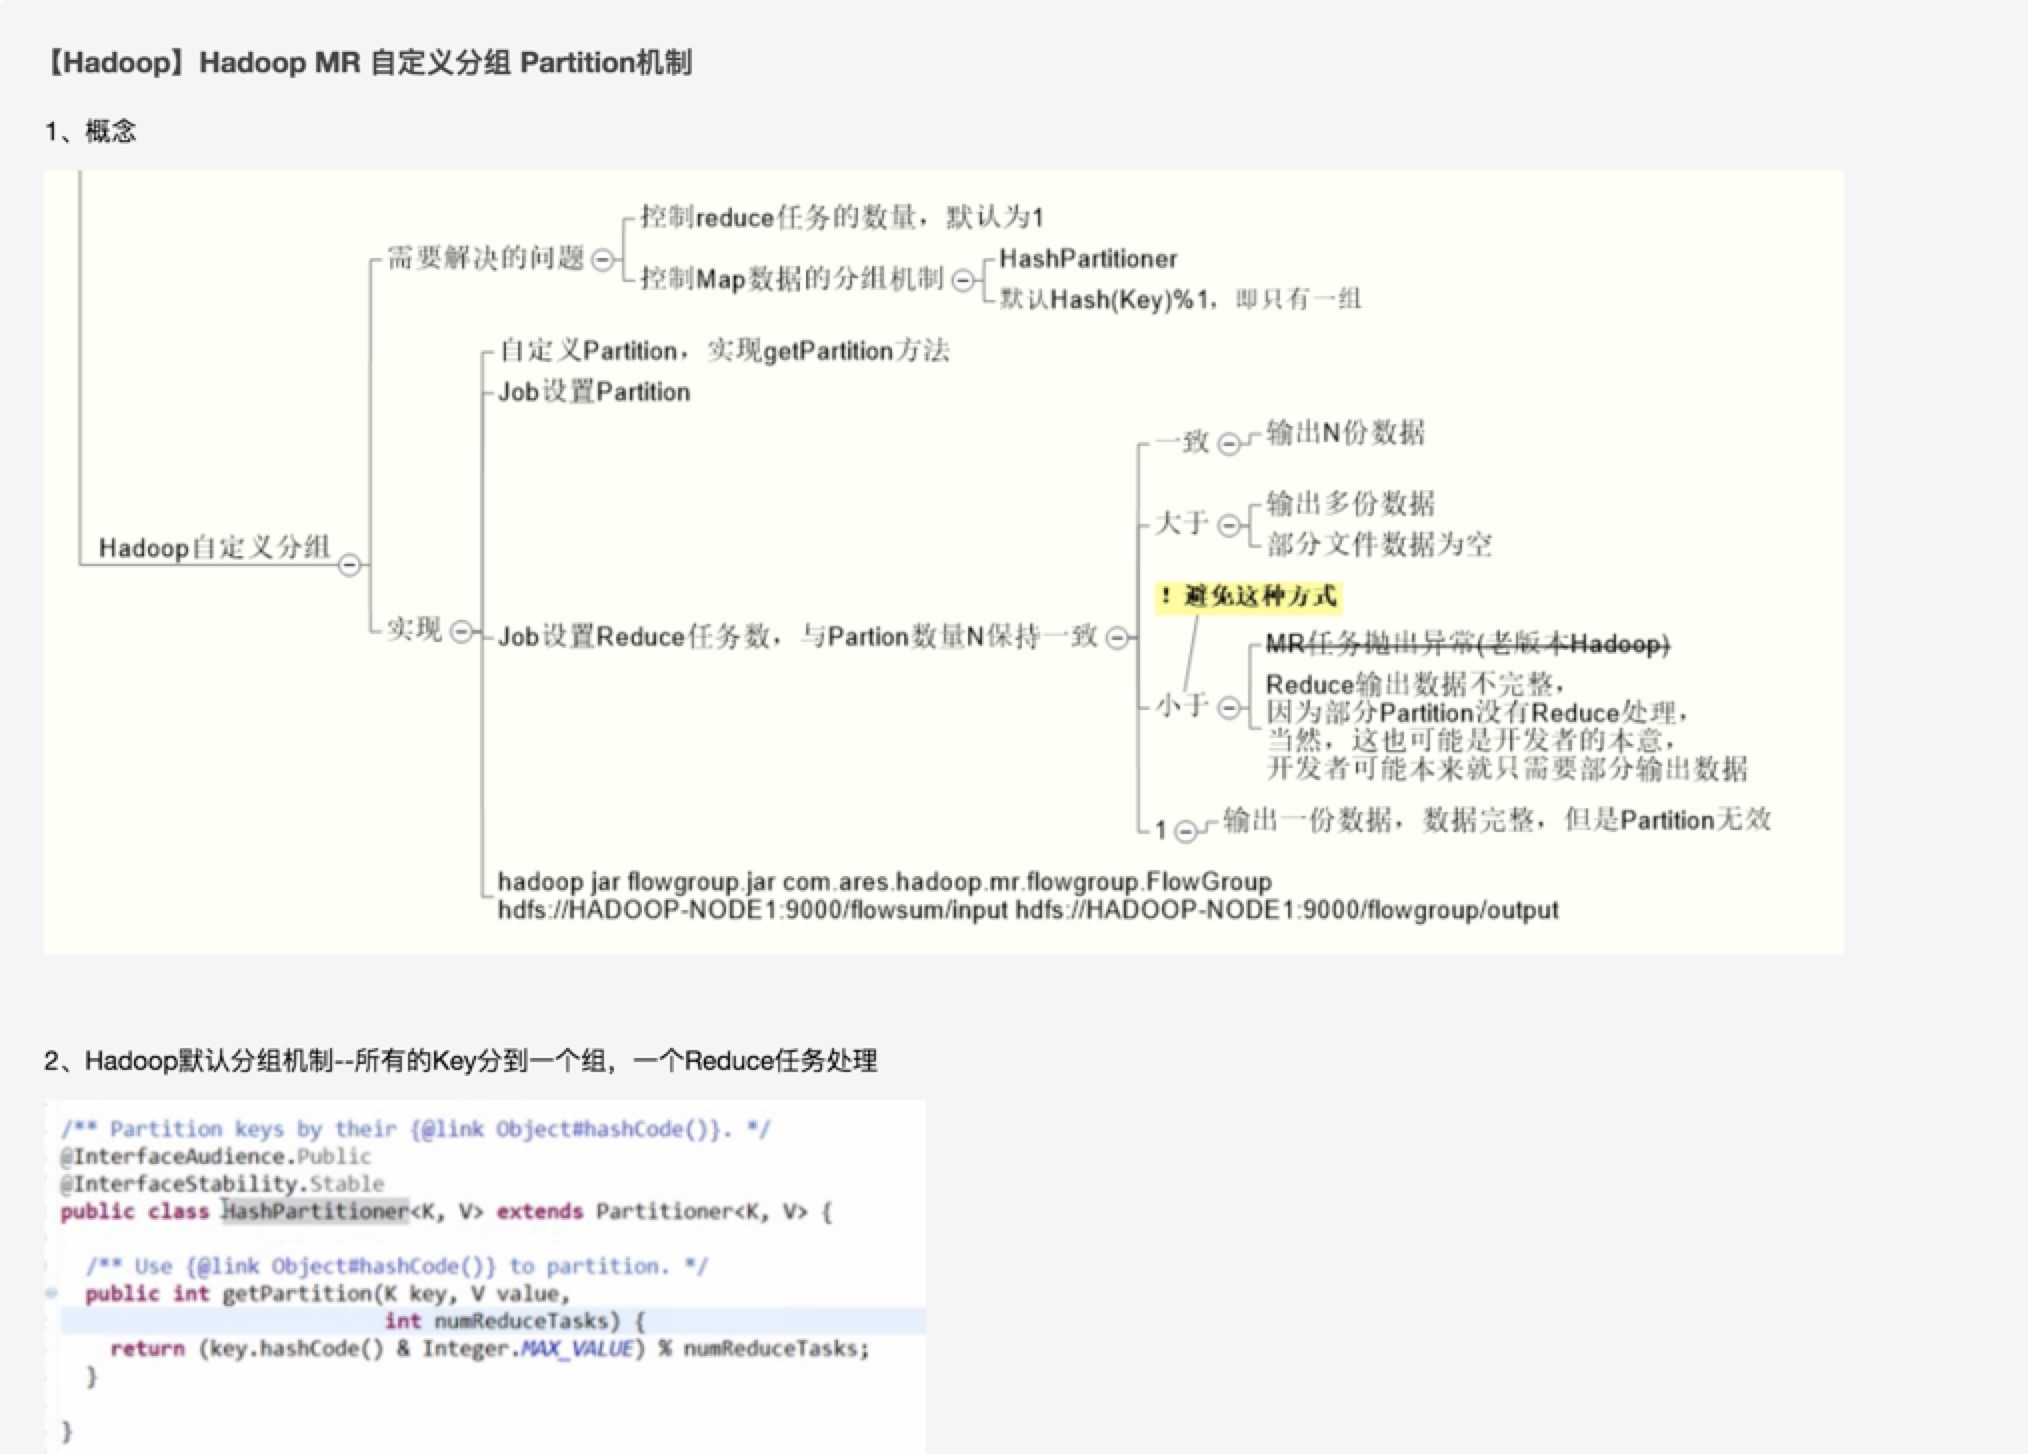 【Hadoop】Hadoop MR 自定义分组 Partition机制
1、概念
控制reduce任务的数量，默认为1
需要解决的问题
控制Map数据的分组机制
HashPartitioner
默认Hash(Key)%1，即只有一组
自定义Partition，实现getPartition方法
Job设置Partition
一致
输出N份数据
大于
输出多份数据
部分文件数据为空
Hadoop自定义分组
！避免这种方式
实现
Job设置Reduce任务数，与Partion数量N保持一致
MR任务抛出异常(老版本Hadoop)
小于
Reduce输出数据不完整，
因为部分Partition没有Reduce处理，
当然，这也可能是开发者的本意，
开发者可能本来就只需要部分输出数据
1
输出一份数据，数据完整，但是Partition无效
hadoop jar flowgroup.jar com.ares.hadoop.mr.flowgroup.FlowGroup
hdfs://HADOOP-NODE1:9000/flowsum/input hdfs://HADOOP-NODE1:9000/flowgroup/output
2、Hadoop默认分组机制--所有的Key分到一个组，一个Reduce任务处理
/** Partition keys by their {@link Object#hashCode()}. */
@InterfaceAudience.Public
@InterfaceStability.Stable
public class HashPartitioner<K, V> extends Partitioner<K, V> {
/** Use {@link Object#hashCode()} to partition. */
public int getPartition(K key, V value,
int numReduceTasks) {
return (key.hashCode() & Integer.MAX_VALUE) % numReduceTasks;
}
}